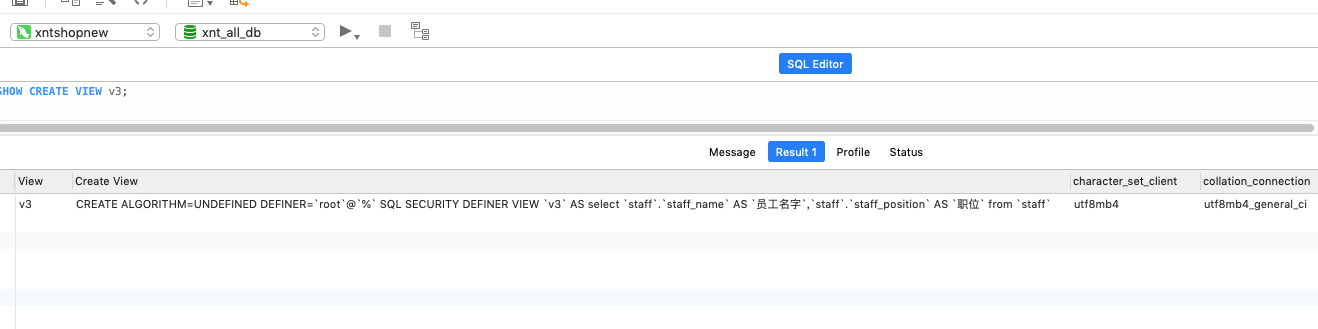 xntshopnew xnt_all_db
SQL Editor
SHOW CREATE VIEW v3;
Message Result 1 Profile Status
View Create View character_set_client collation_connection
v3 CREATE ALGORITHM=UNDEFINED DEFINER=`root`@`%` SQL SECURITY DEFINER VIEW `v3` AS select `staff`.`staff_name` AS `员工名字`,`staff`.`staff_position` AS `职位` from `staff` utf8mb4 utf8mb4_general_ci